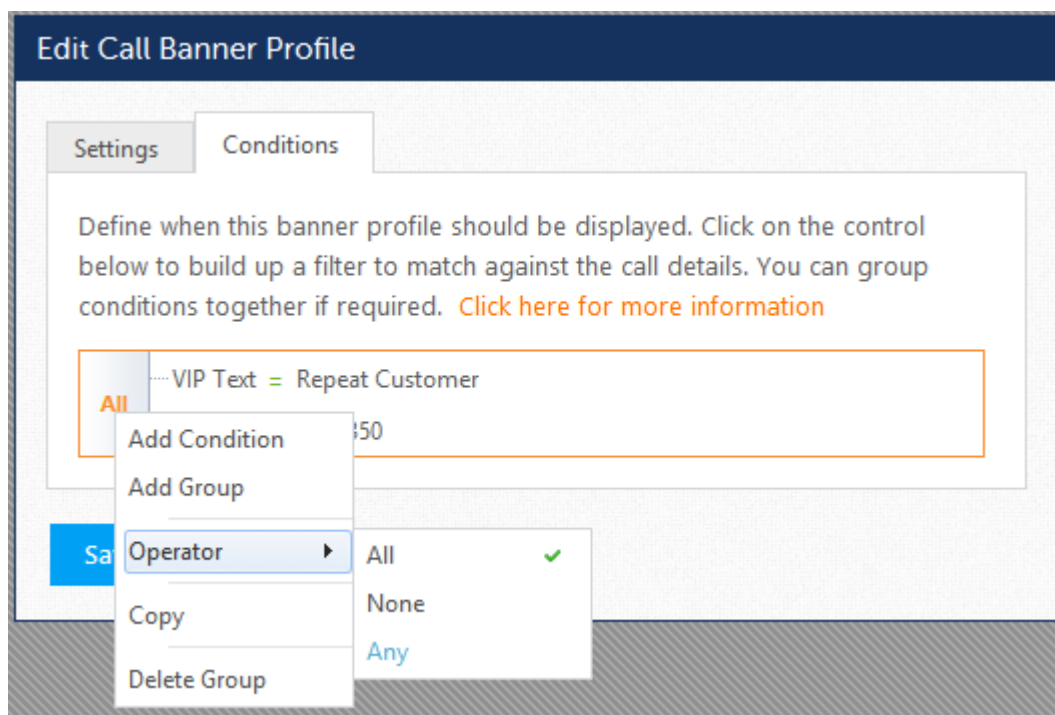 Edit Call Banner Profile
Settings
Conditions
Define when this banner profile should be displayed. Click on the control
below to build up a filter to match against the call details. You can group
conditions together if required. Click here for more information
All
VIP Text = Repeat Customer
Add Condition
Add Group
Operator
Copy
Delete Group
All
None
Any